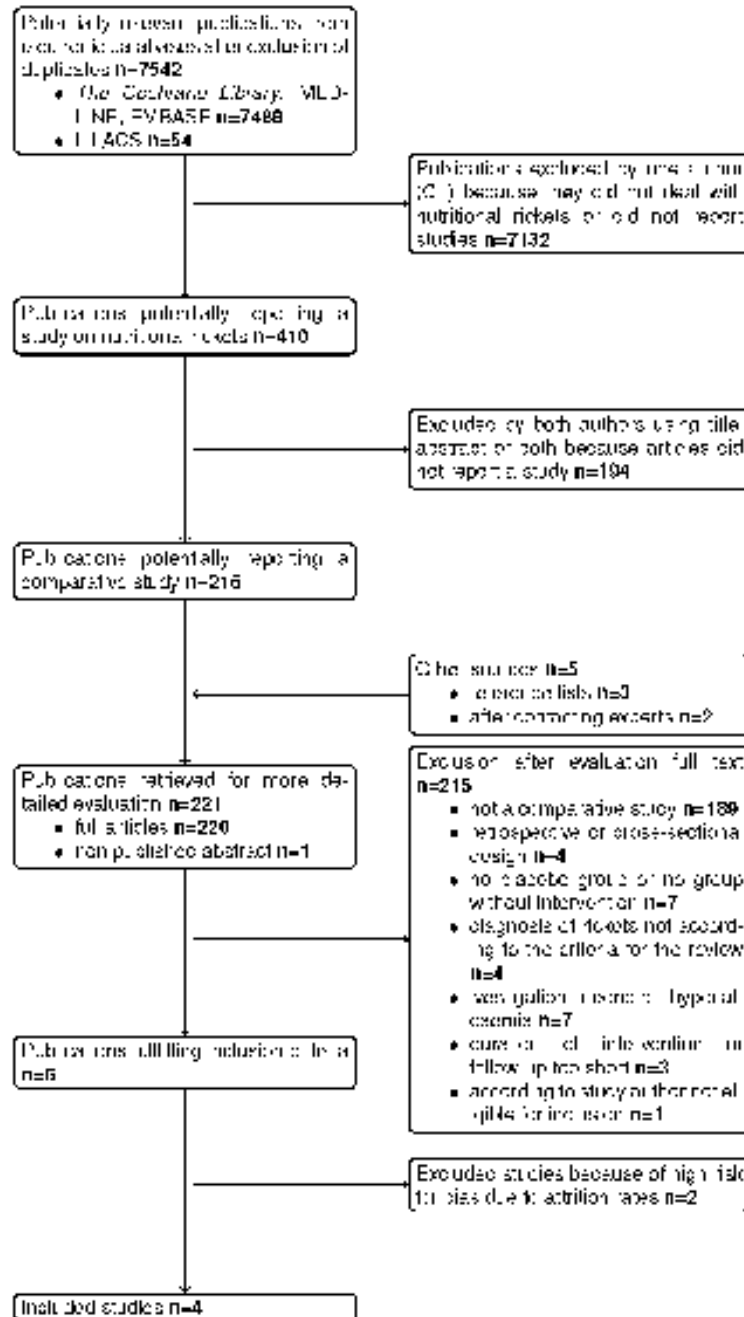 Potentially relevant publications from
electronic databases after exclusion of
duplicates n=7542
• The Cochrane Library, MED-
LINE, EMBASE n=7488
• LILACS n=54
Publications excluded by one author
because they did not deal with
nutritional rickets or did not report
studies n=7132
Publications potentially reporting a
study on nutritional rickets n=410
Excluded by both authors using title,
abstract or both because articles did
not report a study n=194
Publications potentially reporting a
comparative study n=216
Other sources n=5
• reference lists n=3
• after contacting experts n=2
Publications retrieved for more de-
tailed evaluation n=221
• full articles n=220
• non published abstract n=1
Exclusion after evaluation full text
n=215
• not a comparative study n=189
• retrospective or cross-sectional
design n=4
• no placebo group or no group
without intervention n=7
• diagnosis of rickets not accord-
ing to the criteria for the review
n=4
• investigation neonatal hypocal-
caemia n=7
• duration of intervention or
follow up too short n=3
• according to study author not el-
igible for inclusion n=1
Publications fulfilling inclusion criteria
n=6
Excluded studies because of high risk
for bias due to attrition rates n=2
Included studies n=4